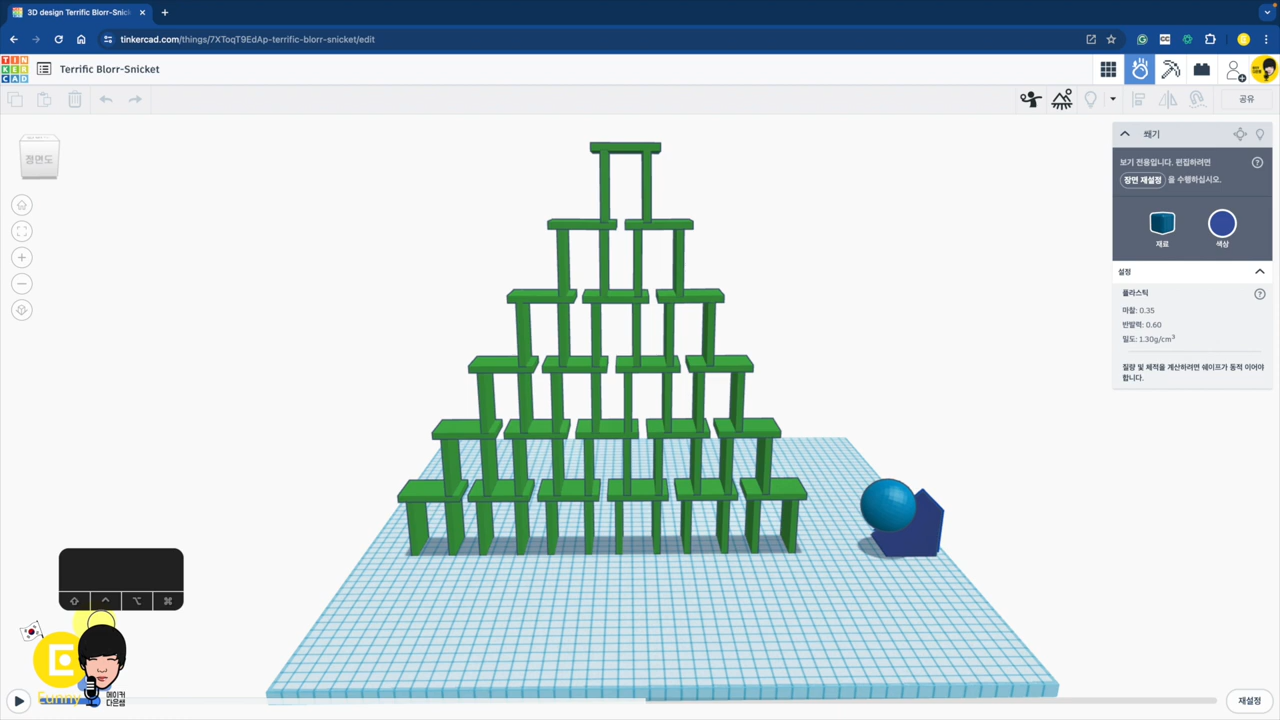 3D design Terrific Blorr-Snick
tinkercad.com/things/7XToqT9EdAp-terrific-blorr-snicket/edit
TIN
KER
CAD
Terrific Blorr-Snicket
공유
정면도
쐐기
보기 전용입니다. 편집하려면
장면 재설정 을 수행하십시오.
재료
색상
설정
플라스틱
마찰: 0.35
반발력: 0.60
밀도: 1.30g/cm³
질량 및 체적을 계산하려면 쉐이프가 동적 이어야
합니다.
Eunny
메이커
다은쌤
재설정